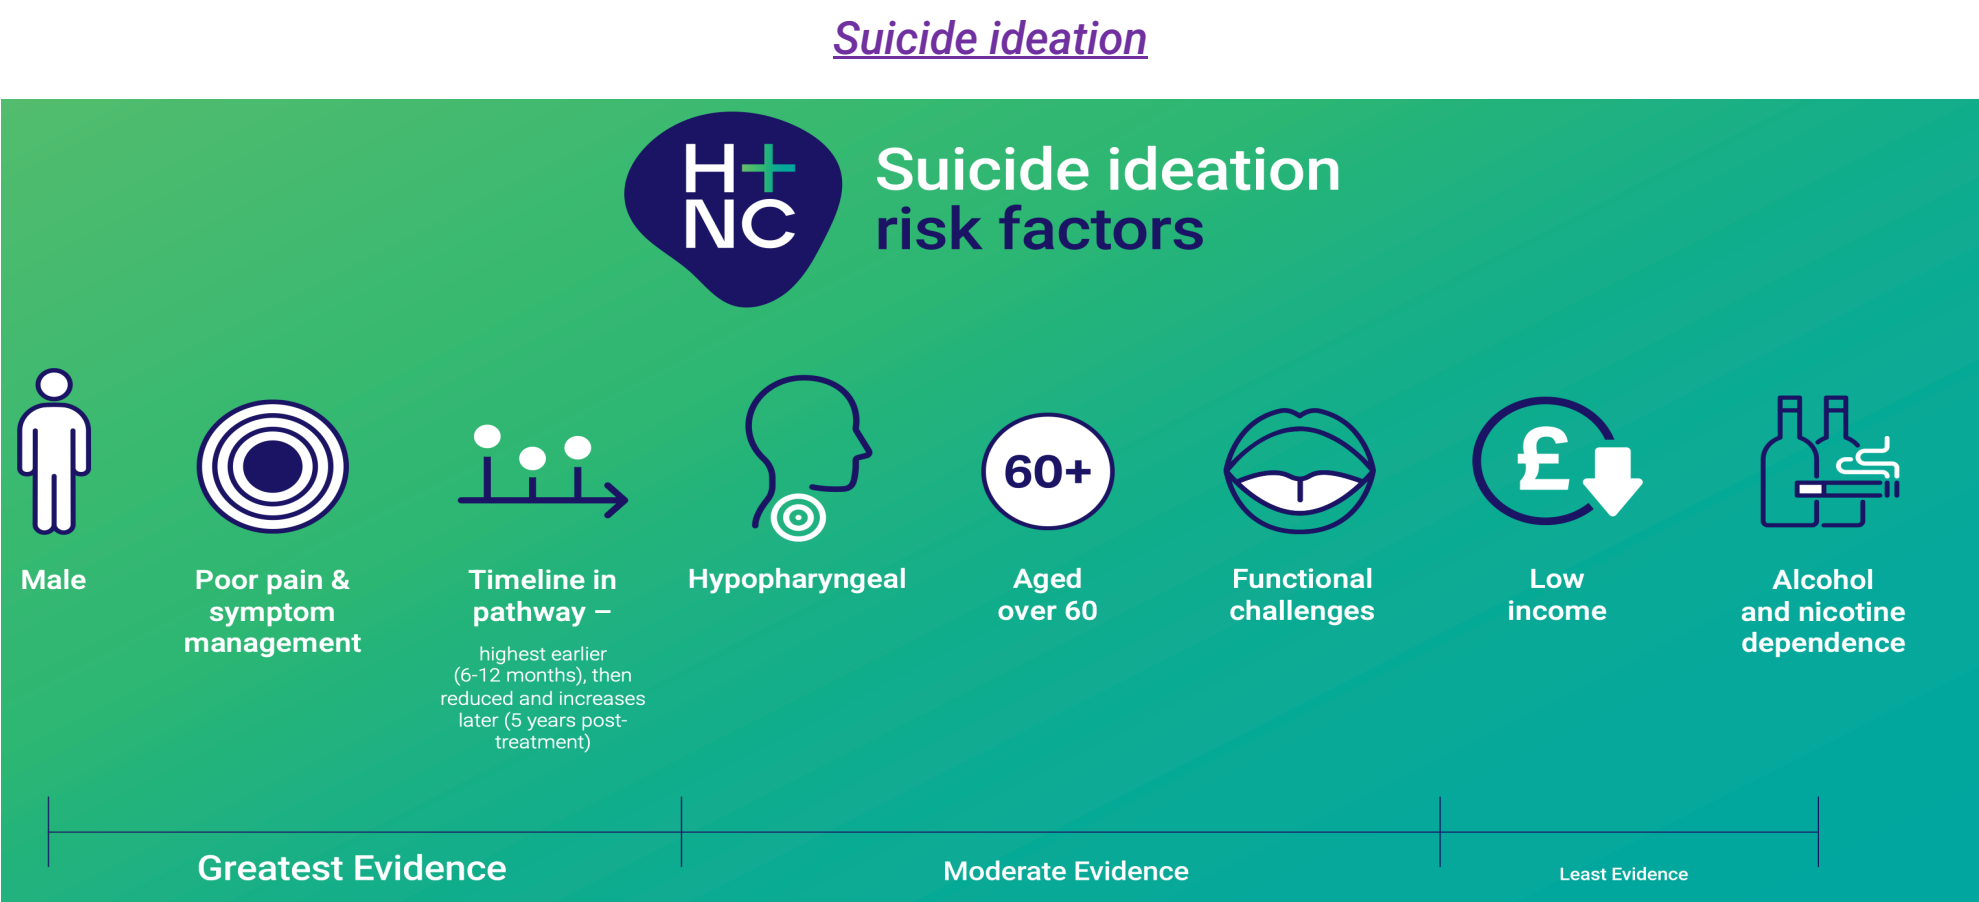 Suicide ideation
H+
NC
Suicide ideation
risk factors
60+
£
Male
Poor pain &
symptom
management
Timeline in
pathway –
highest earlier
(6-12 months), then
reduced and increases
later (5 years post-
treatment)
Hypopharyngeal
Aged
over 60
Functional
challenges
Low
income
Alcohol
and nicotine
dependence
Greatest Evidence
Moderate Evidence
Least Evidence